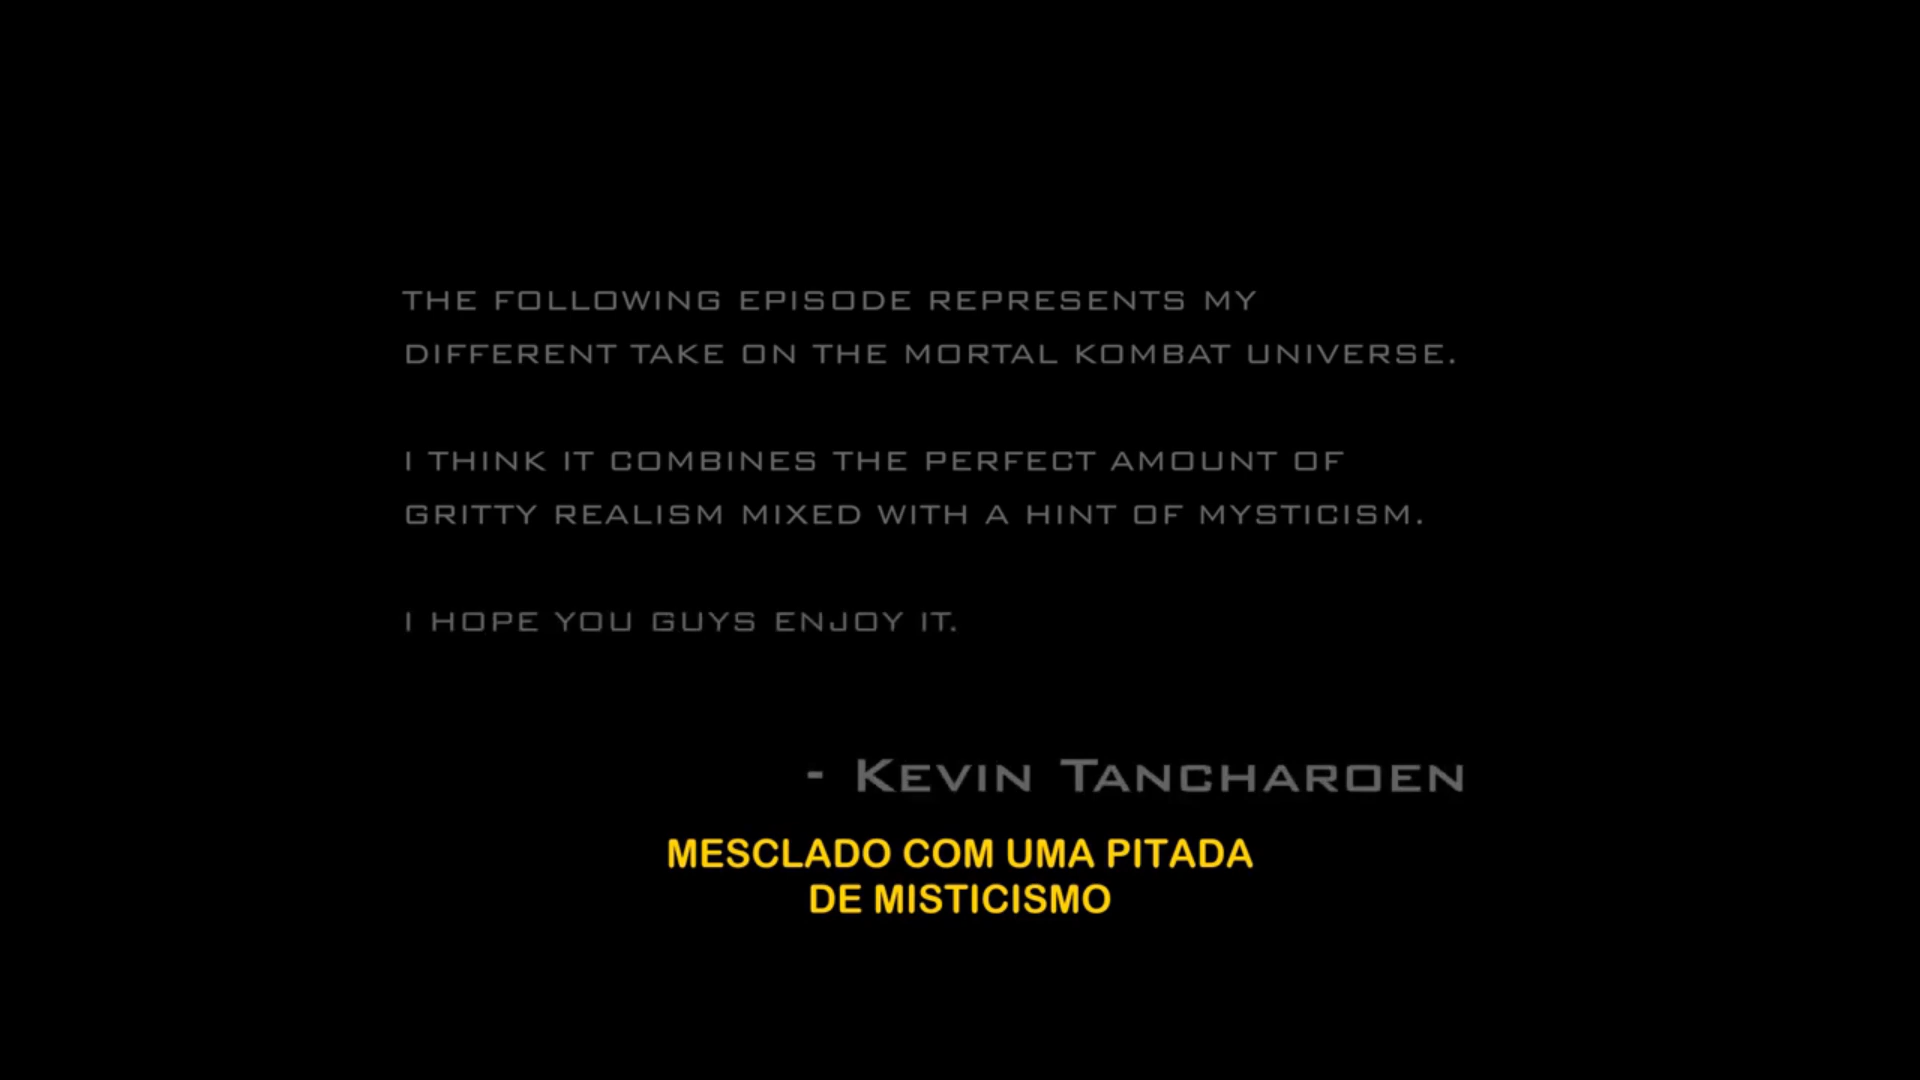 THE FOLLOWING EPISODE REPRESENTS MY
DIFFERENT TAKE ON THE MORTAL KOMBAT UNIVERSE.
I THINK IT COMBINES THE PERFECT AMOUNT OF
GRITTY REALISM MIXED WITH A HINT OF MYSTICISM.
I HOPE YOU GUYS ENJOY IT.
- KEVIN TANCHAROEN
MESCLADO COM UMA PITADA
DE MISTICISMO